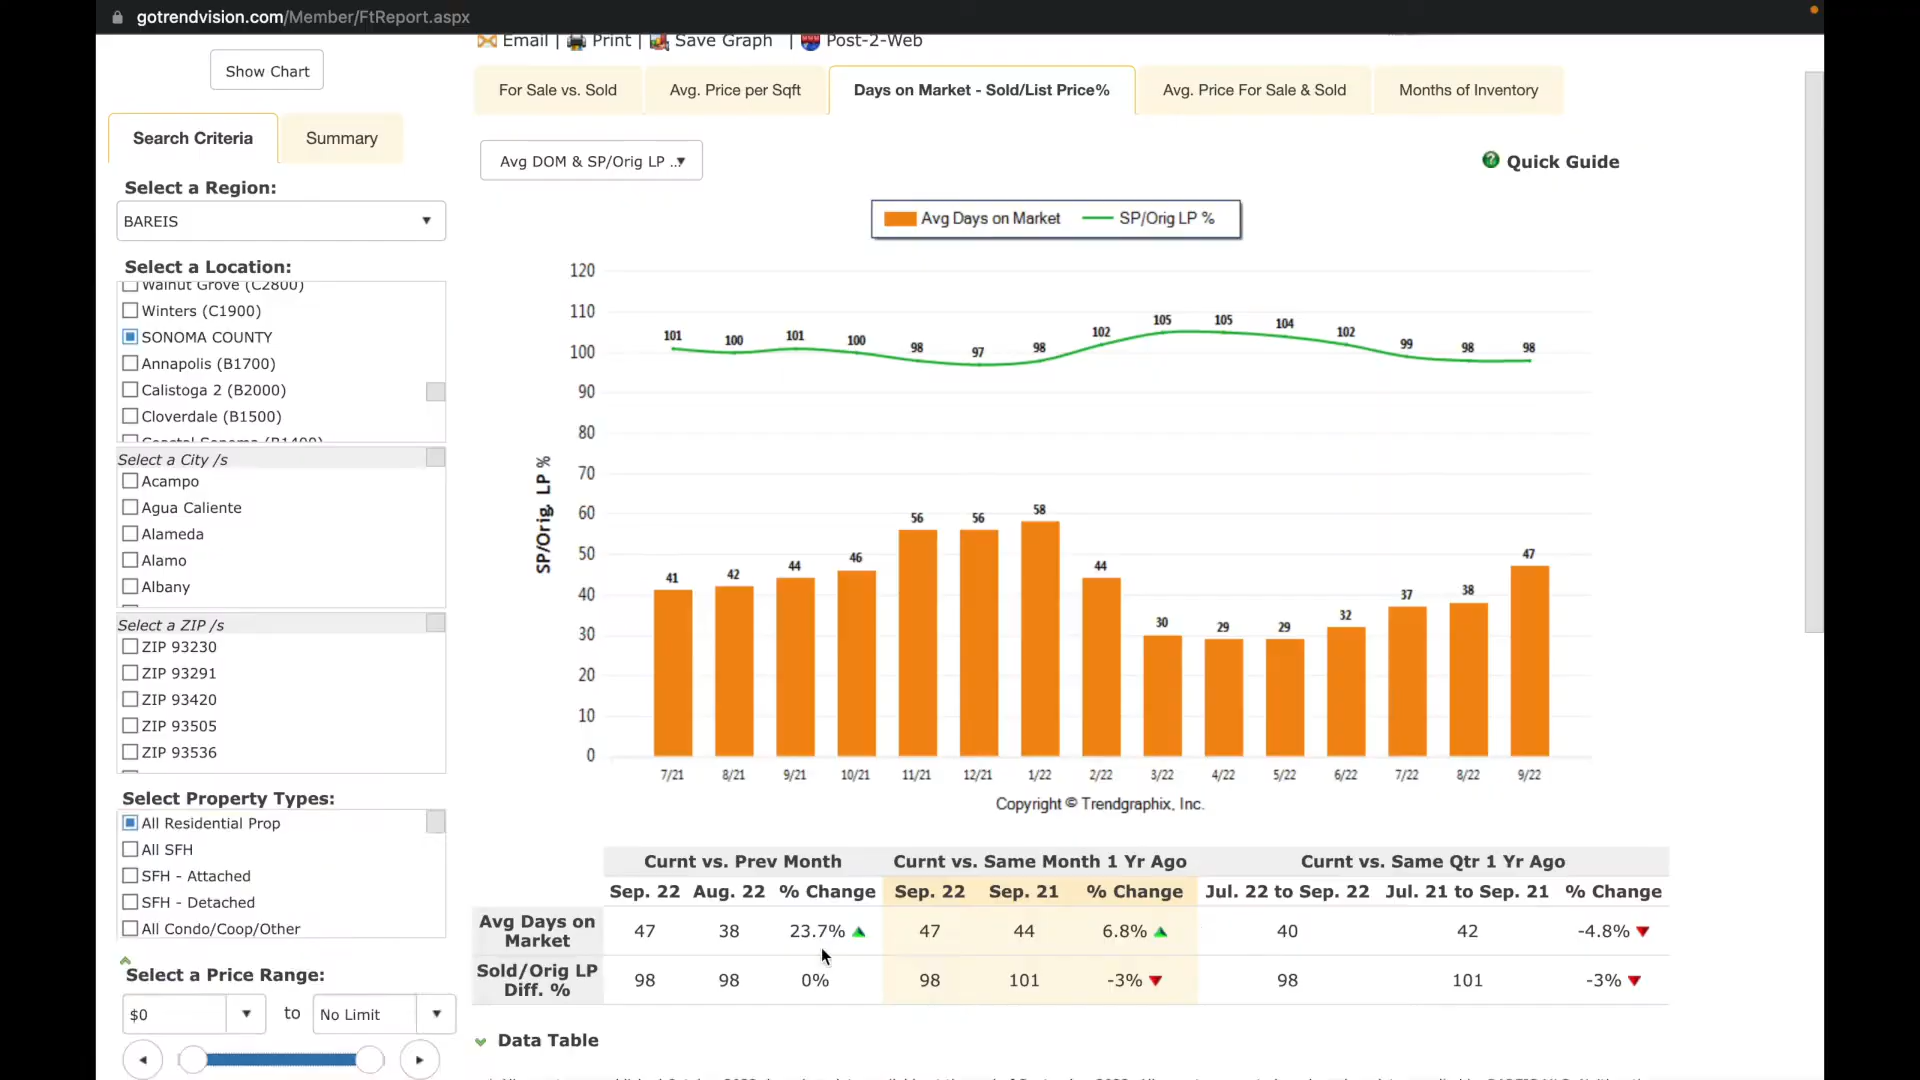 gotrendvision.com/Member/FtReport.aspx
Email | Print | Save Graph | Post-2-Web
Show Chart
For Sale vs. Sold
Avg. Price per Sqft
Days on Market - Sold/List Price%
Avg. Price For Sale & Sold
Months of Inventory
Search Criteria
Summary
Avg DOM & SP/Orig LP ..
Quick Guide
Select a Region:
BAREIS
Select a Location:
Walnut Grove (C2800)
Winters (C1900)
SONOMA COUNTY
Annapolis (B1700)
Calistoga 2 (B2000)
Cloverdale (B1500)
Coastal Sonoma (B1400)
Select a City /s
Acampo
Agua Caliente
Alameda
Alamo
Albany
Select a ZIP /s
ZIP 93230
ZIP 93291
ZIP 93420
ZIP 93505
ZIP 93536
Select Property Types:
All Residential Prop
All SFH
SFH - Attached
SFH - Detached
All Condo/Coop/Other
Select a Price Range:
$0 to No Limit
Avg Days on Market SP/Orig LP %
120
110
100
90
80
70
60
50
40
30
20
10
0
SP/Orig. LP %
101 100 101 100 98 97 98 102 105 105 104 102 99 98 98
41 42 44 46 56 56 58 44 30 29 29 32 37 38 47
7/21 8/21 9/21 10/21 11/21 12/21 1/22 2/22 3/22 4/22 5/22 6/22 7/22 8/22 9/22
Copyright © Trendgraphix, Inc.
Curnt vs. Prev Month Curnt vs. Same Month 1 Yr Ago Curnt vs. Same Qtr 1 Yr Ago
Sep. 22 Aug. 22 % Change Sep. 22 Sep. 21 % Change Jul. 22 to Sep. 22 Jul. 21 to Sep. 21 % Change
Avg Days on
Market
47 38 23.7% 47 44 6.8% 40 42 -4.8%
Sold/Orig LP
Diff. %
98 98 0% 98 101 -3% 98 101 -3%
Data Table